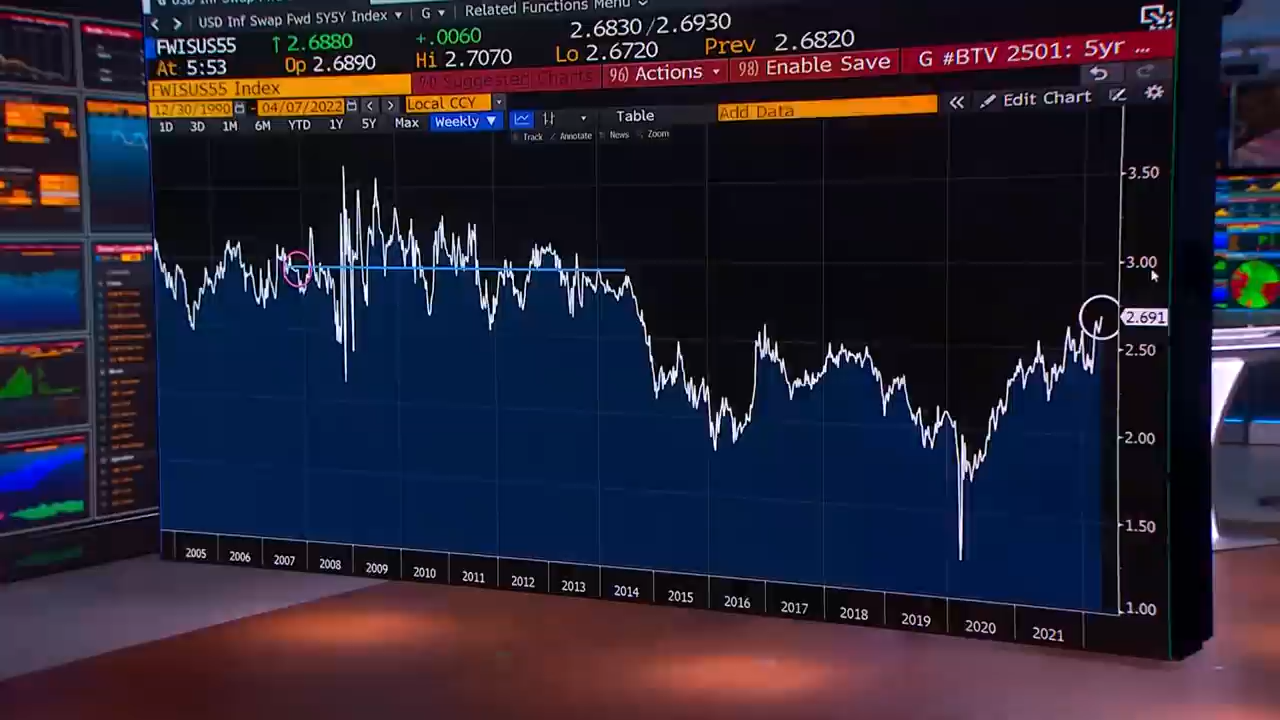 USD Inf Swap Fwd 5Y5Y Index G Related Functions Menu
FWISUS55 2.6880 +.0060 2.6830/2.6930
At 5:53 Op 2.6890 Hi 2.7070 Lo 2.6720 Prev 2.6820
FWISUS55 Index 90 Suggested Charts 96) Actions 98) Enable Save G #BTV 2501: 5yr ...
12/30/1990 - 04/07/2022 Local CCY Add Data Edit Chart
1D 3D 1M 6M YTD 1Y 5Y Max Weekly Table
Track Annotate News Zoom
3.50
3.00
2.691
2.50
2.00
1.50
1.00
2005 2006 2007 2008 2009 2010 2011 2012 2013 2014 2015 2016 2017 2018 2019 2020 2021